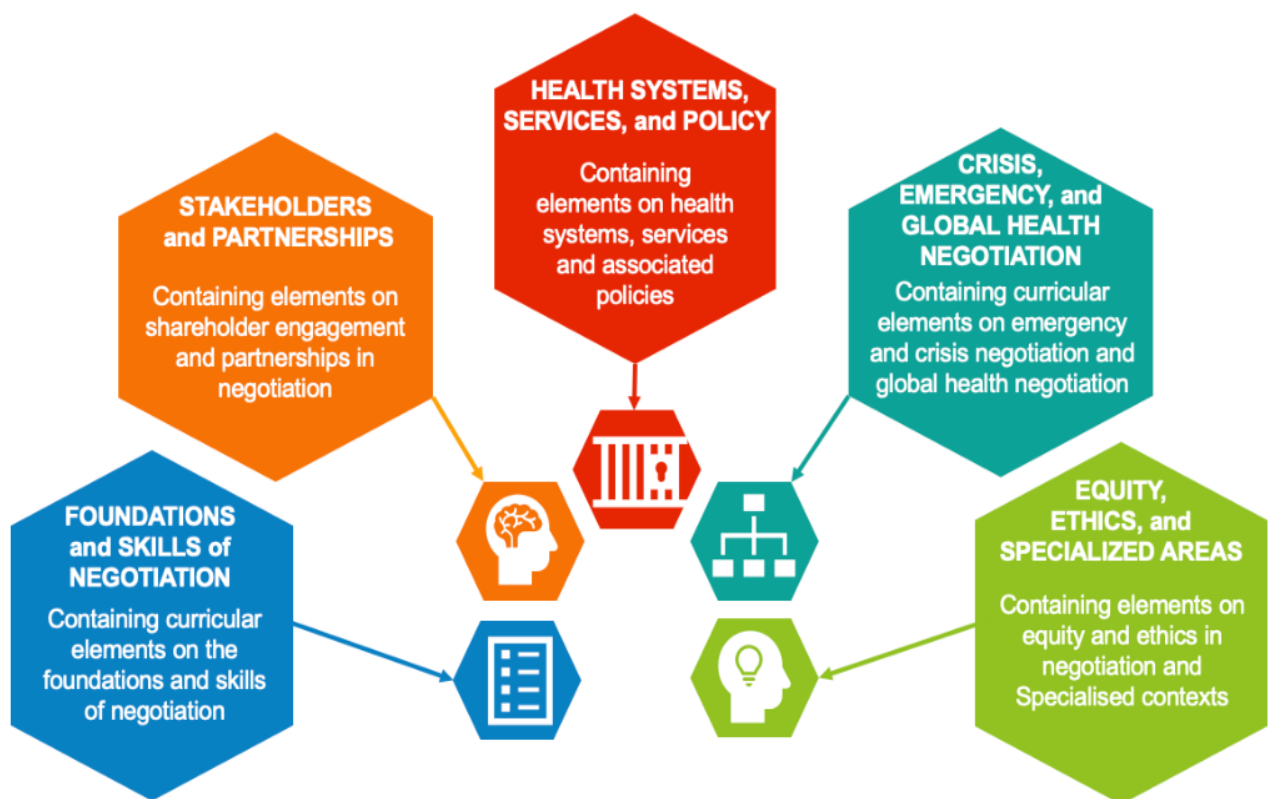 HEALTH SYSTEMS,
SERVICES, and POLICY
Containing
elements on health
systems, services
and associated
policies
STAKEHOLDERS
and PARTNERSHIPS
Containing elements on
shareholder engagement
and partnerships in
negotiation
CRISIS,
EMERGENCY, and
GLOBAL HEALTH
NEGOTIATION
Containing curricular
elements on emergency
and crisis negotiation and
global health negotiation
FOUNDATIONS
and SKILLS of
NEGOTIATION
Containing curricular
elements on the
foundations and skills
of negotiation
EQUITY,
ETHICS, and
SPECIALIZED AREAS
Containing elements on
equity and ethics in
negotiation and
Specialised contexts